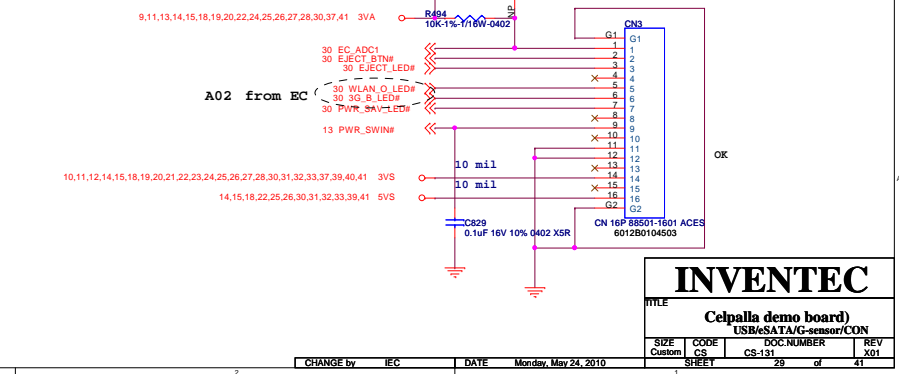 NP
R494
9,11,13,14,15,18,19,20,22,24,25,26,27,28,30,37,41 3VA
10K-1%-1/16W-0402
CN3
G1 G1
30 EC_ADC1 1 1
30 EJECT_BTN# 2 2
30 EJECT_LED# 3 3
4 4
30 WLAN_O_LED# 5 5
A02 from EC
30 3G_B_LED# 6 6
30 PWR_SAV_LED# 7 7
8 8
13 PWR_SWIN# 9 9
10 10
11 11
OK
12 12
10 mil
13 13
10,11,12,14,15,18,19,20,21,22,23,24,25,26,27,28,30,31,32,33,37,39,40,41 3VS 14 14
10 mil
15 15
14,15,18,22,25,26,30,31,32,33,39,41 5VS 16 16
G2 G2
C829
CN 16P 88501-1601 ACES
0.1uF 16V 10% 0402 X5R
6012B0104503
INVENTEC
TITLE
Celpalla demo board)
USB/eSATA/G-sensor/CON
SIZE CODE DOC.NUMBER REV
Custom CS CS-131 X01
CHANGE by IEC DATE Monday, May 24, 2010 SHEET 29 of 41
2 1